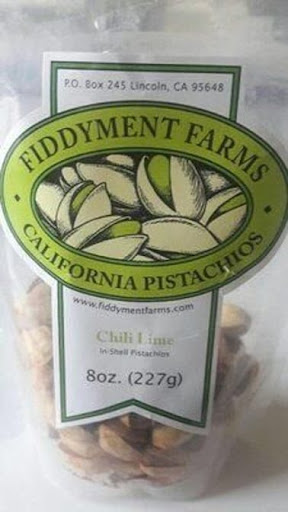 P.O. Box 245 Lincoln, CA 95648
FIDDYMENT FARMS
CALIFORNIA PISTACHIOS
www.fiddymentfarms.com
Chili Lime
In-Shell Pistachios
8oz. (227g)